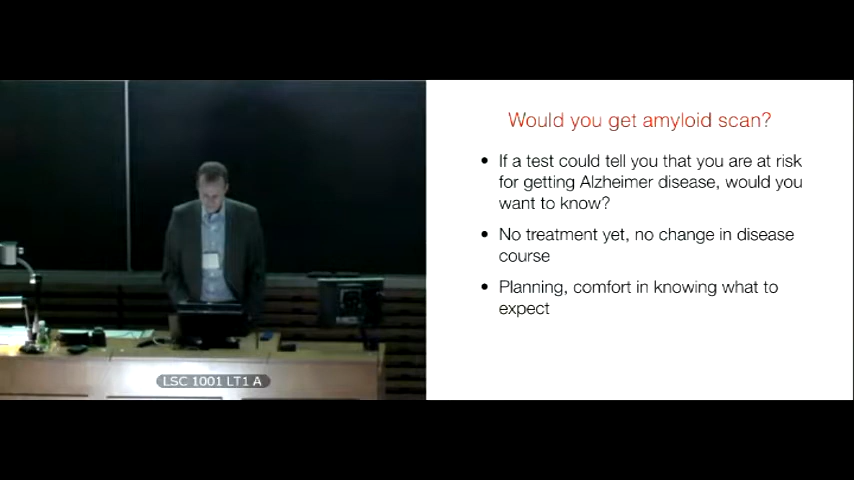 Would you get amyloid scan?
• If a test could tell you that you are at risk
for getting Alzheimer disease, would you
want to know?
• No treatment yet, no change in disease
course
• Planning, comfort in knowing what to
expect
LSC 1001 LT1 A